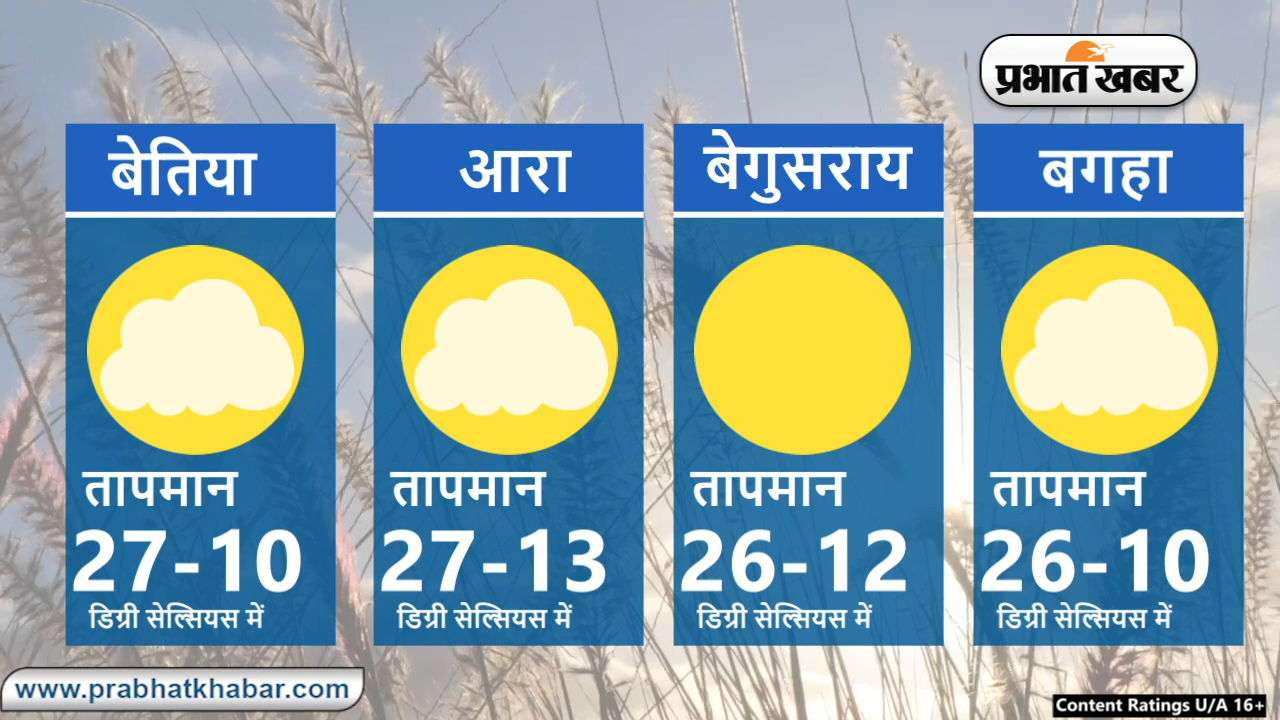 प्रभात खबर
बेतिया
तापमान
27-10
डिग्री सेल्सियस में
आरा
तापमान
27-13
डिग्री सेल्सियस में
बेगुसराय
तापमान
26-12
डिग्री सेल्सियस में
बगहा
तापमान
26-10
डिग्री सेल्सियस में
www.prabhatkhabar.com
Content Ratings U/A 16+